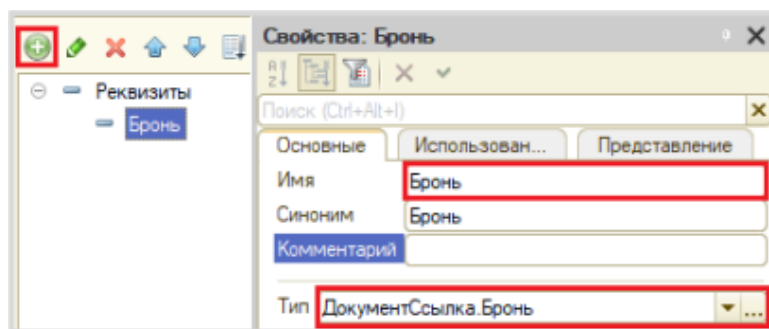 Свойства: Бронь
Реквизиты
Бронь
Поиск (Ctrl+Alt+I)
Основные
Использован...
Представление
Имя
Бронь
Синоним
Бронь
Комментарий
Тип
ДокументСсылка.Бронь
...